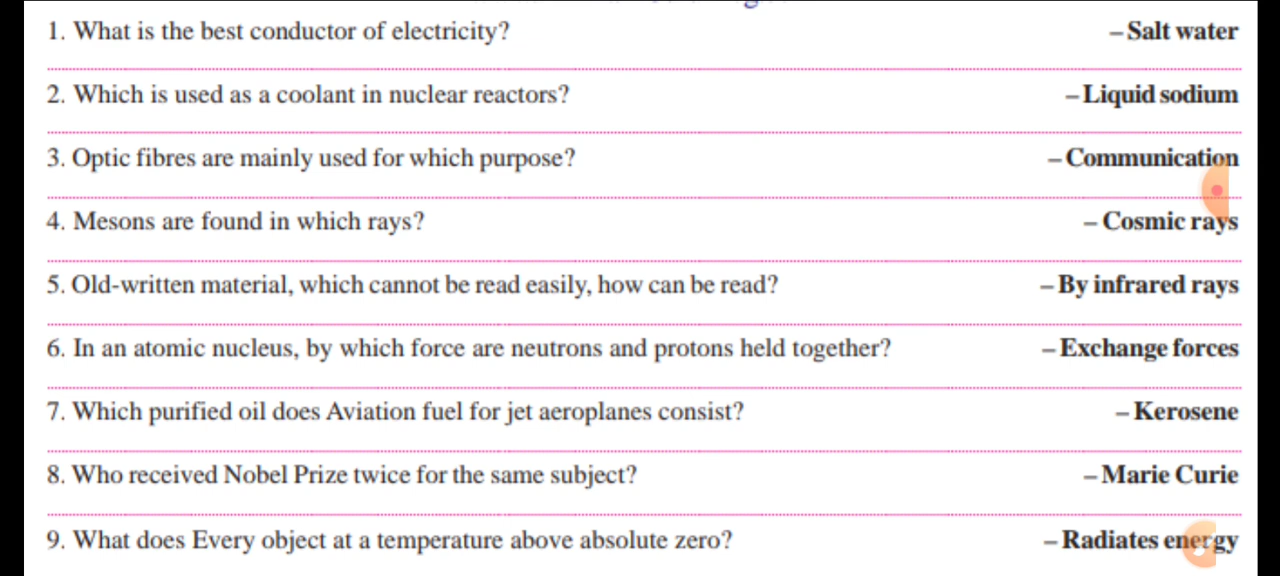 1. What is the best conductor of electricity? – Salt water
2. Which is used as a coolant in nuclear reactors? – Liquid sodium
3. Optic fibres are mainly used for which purpose? – Communication
4. Mesons are found in which rays? – Cosmic rays
5. Old-written material, which cannot be read easily, how can be read? – By infrared rays
6. In an atomic nucleus, by which force are neutrons and protons held together? – Exchange forces
7. Which purified oil does Aviation fuel for jet aeroplanes consist? – Kerosene
8. Who received Nobel Prize twice for the same subject? – Marie Curie
9. What does Every object at a temperature above absolute zero? – Radiates energy